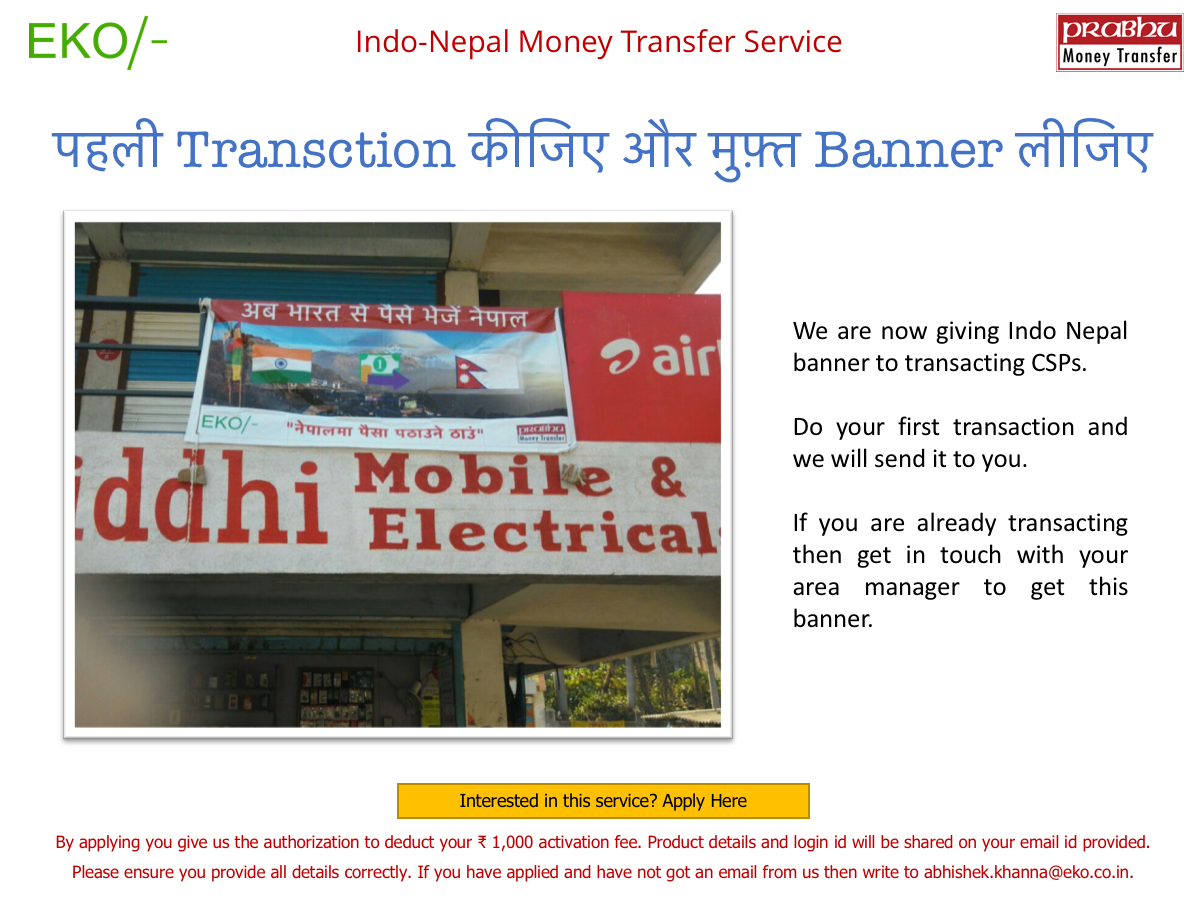 EKO/-
Indo-Nepal Money Transfer Service
PRABHU
Money Transfer
पहली Transction कीजिए और मुफ़्त Banner लीजिए
अब भारत से पैसे भेजें नेपाल
EKO/-
"नेपालमा पैसा पठाउने ठाउं"
PRABHU
Money Transfer
air
iddhi Mobile &
Electricals
We are now giving Indo Nepal
banner to transacting CSPs.
Do your first transaction and
we will send it to you.
If you are already transacting
then get in touch with your
area manager to get this
banner.
Interested in this service? Apply Here
By applying you give us the authorization to deduct your ₹ 1,000 activation fee. Product details and login id will be shared on your email id provided.
Please ensure you provide all details correctly. If you have applied and have not got an email from us then write to abhishek.khanna@eko.co.in.